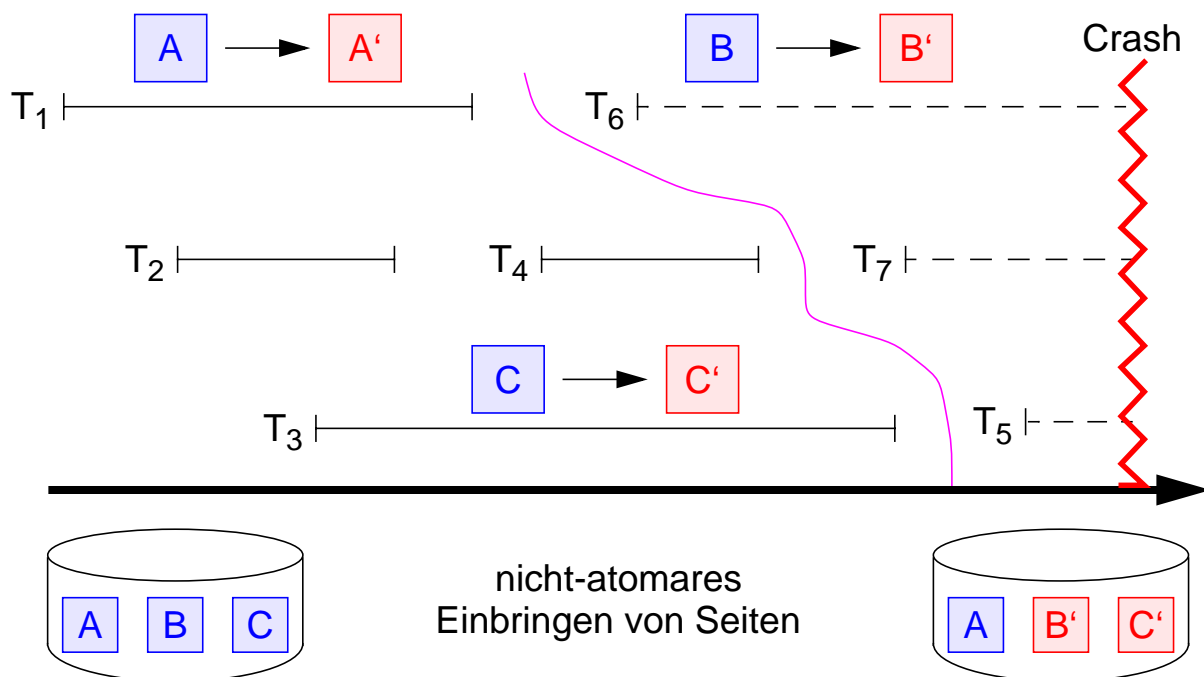 A A‘ B B‘ Crash
T1 T6
T2 T4 T7
C C‘
T3 T5
nicht-atomares
Einbringen von Seiten
A B C A B‘ C‘